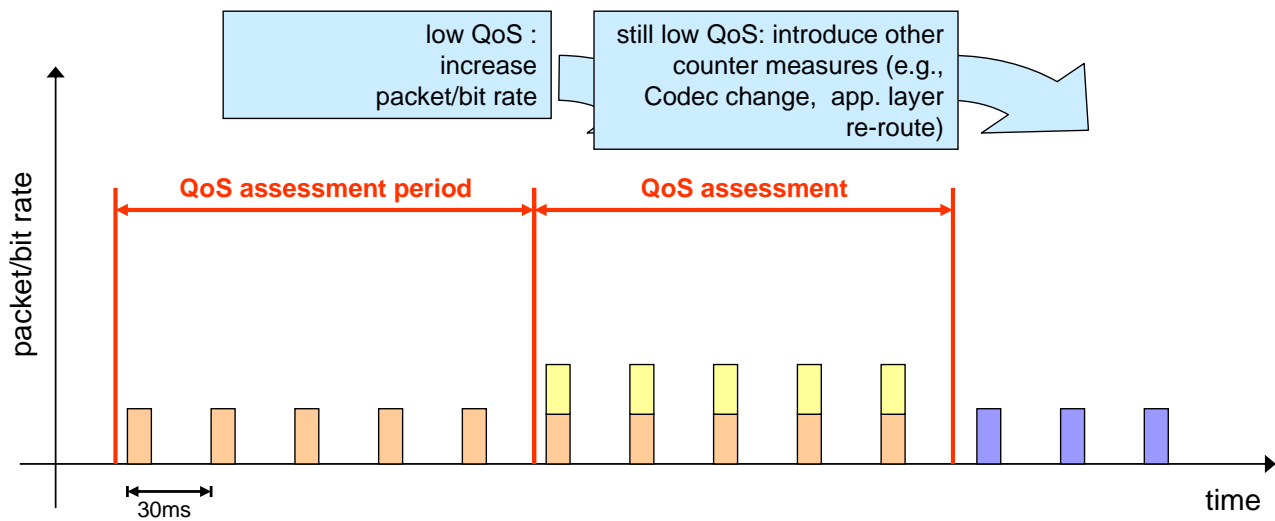 low QoS :
increase
packet/bit rate
still low QoS: introduce other
counter measures (e.g.,
Codec change,  app. layer
re-route)
QoS assessment period
QoS assessment
packet/bit rate
30ms
time